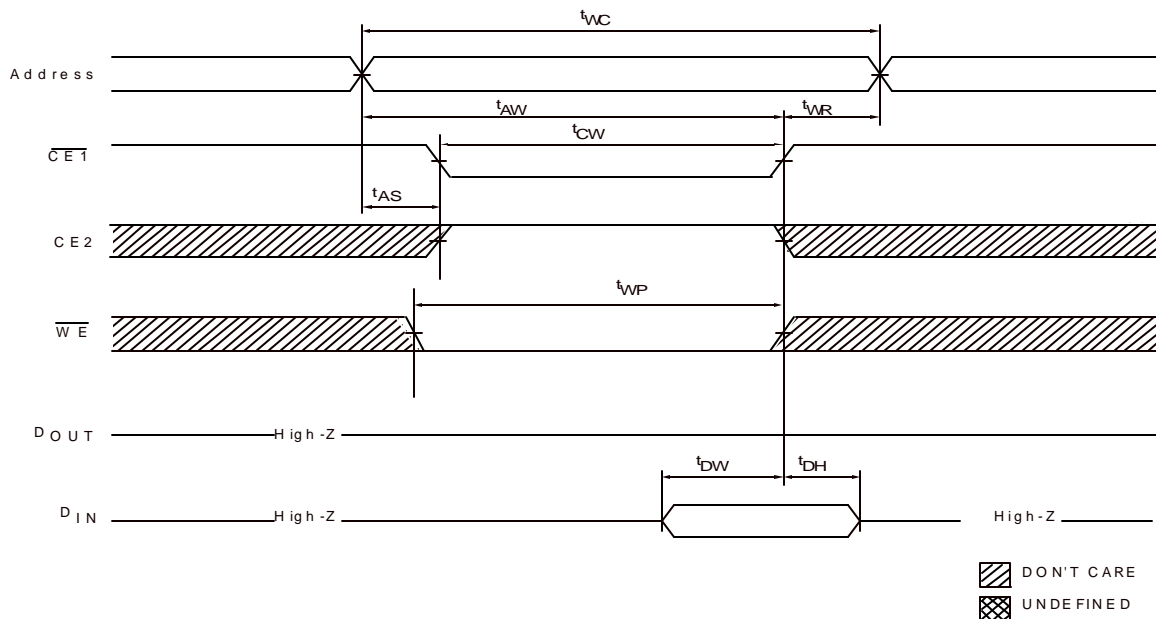 tWC
Address
tAW
tWR
tCW
CE1
tAS
CE2
tWP
WE
DOUT
High-Z
tDW
tDH
DIN
High-Z
High-Z
DON'T CARE
UNDEFINED